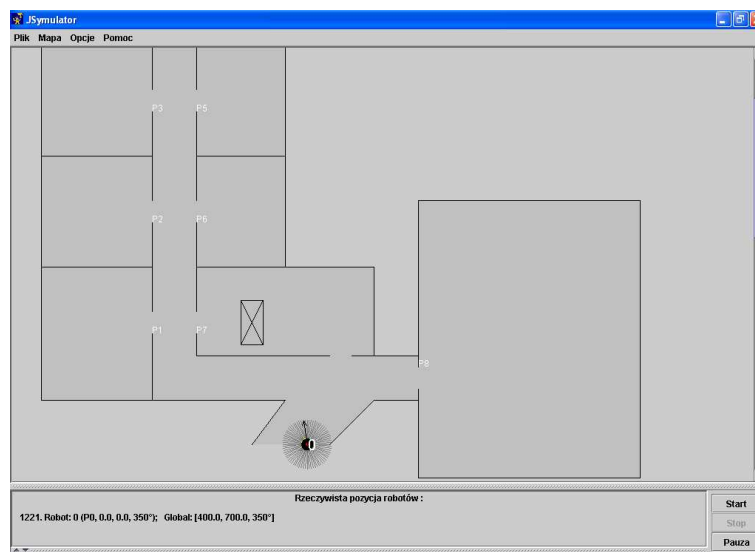 JSymulator
Plik Mapa Opcje Pomoc
P3 P5
P2 P6
P1 P7
P8
0
Rzeczywista pozycja robotów :
1221. Robot: 0 (P0, 0.0, 0.0, 350°); Global: [400.0, 700.0, 350°]
Start
Stop
Pauza